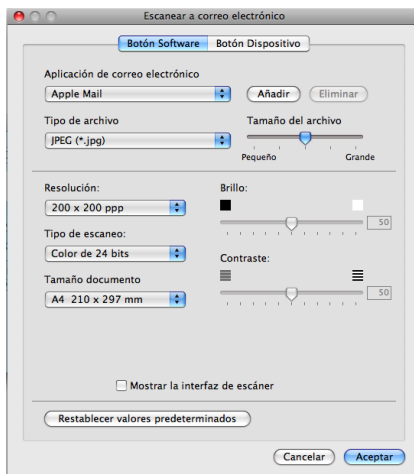 Escanear a correo electrónico
Botón Software Botón Dispositivo
Aplicación de correo electrónico
Apple Mail Añadir Eliminar
Tipo de archivo Tamaño del archivo
JPEG (*.jpg)
Pequeño Grande
Resolución: Brillo:
200 x 200 ppp
50
Tipo de escaneo:
Color de 24 bits
Contraste:
Tamaño documento
A4 210 x 297 mm 50
Mostrar la interfaz de escáner
Restablecer valores predeterminados
Cancelar Aceptar